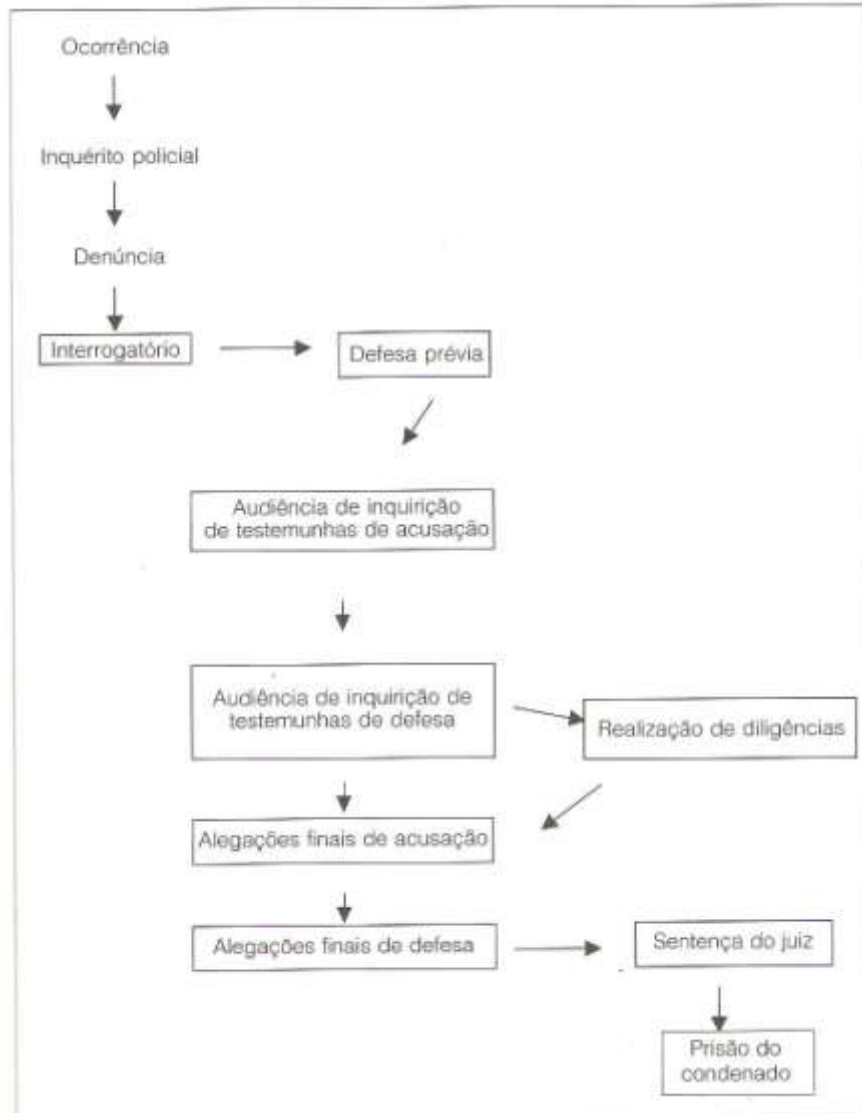 Ocorrência
Inquérito policial
Denúncia
Interrogatório
Defesa prévia
Audiência de inquirição
de testemunhas de acusação
Audiência de inquirição de
testemunhas de defesa
Realização de diligências
Alegações finais de acusação
Alegações finais de defesa
Sentença do juiz
Prisão do
condenado